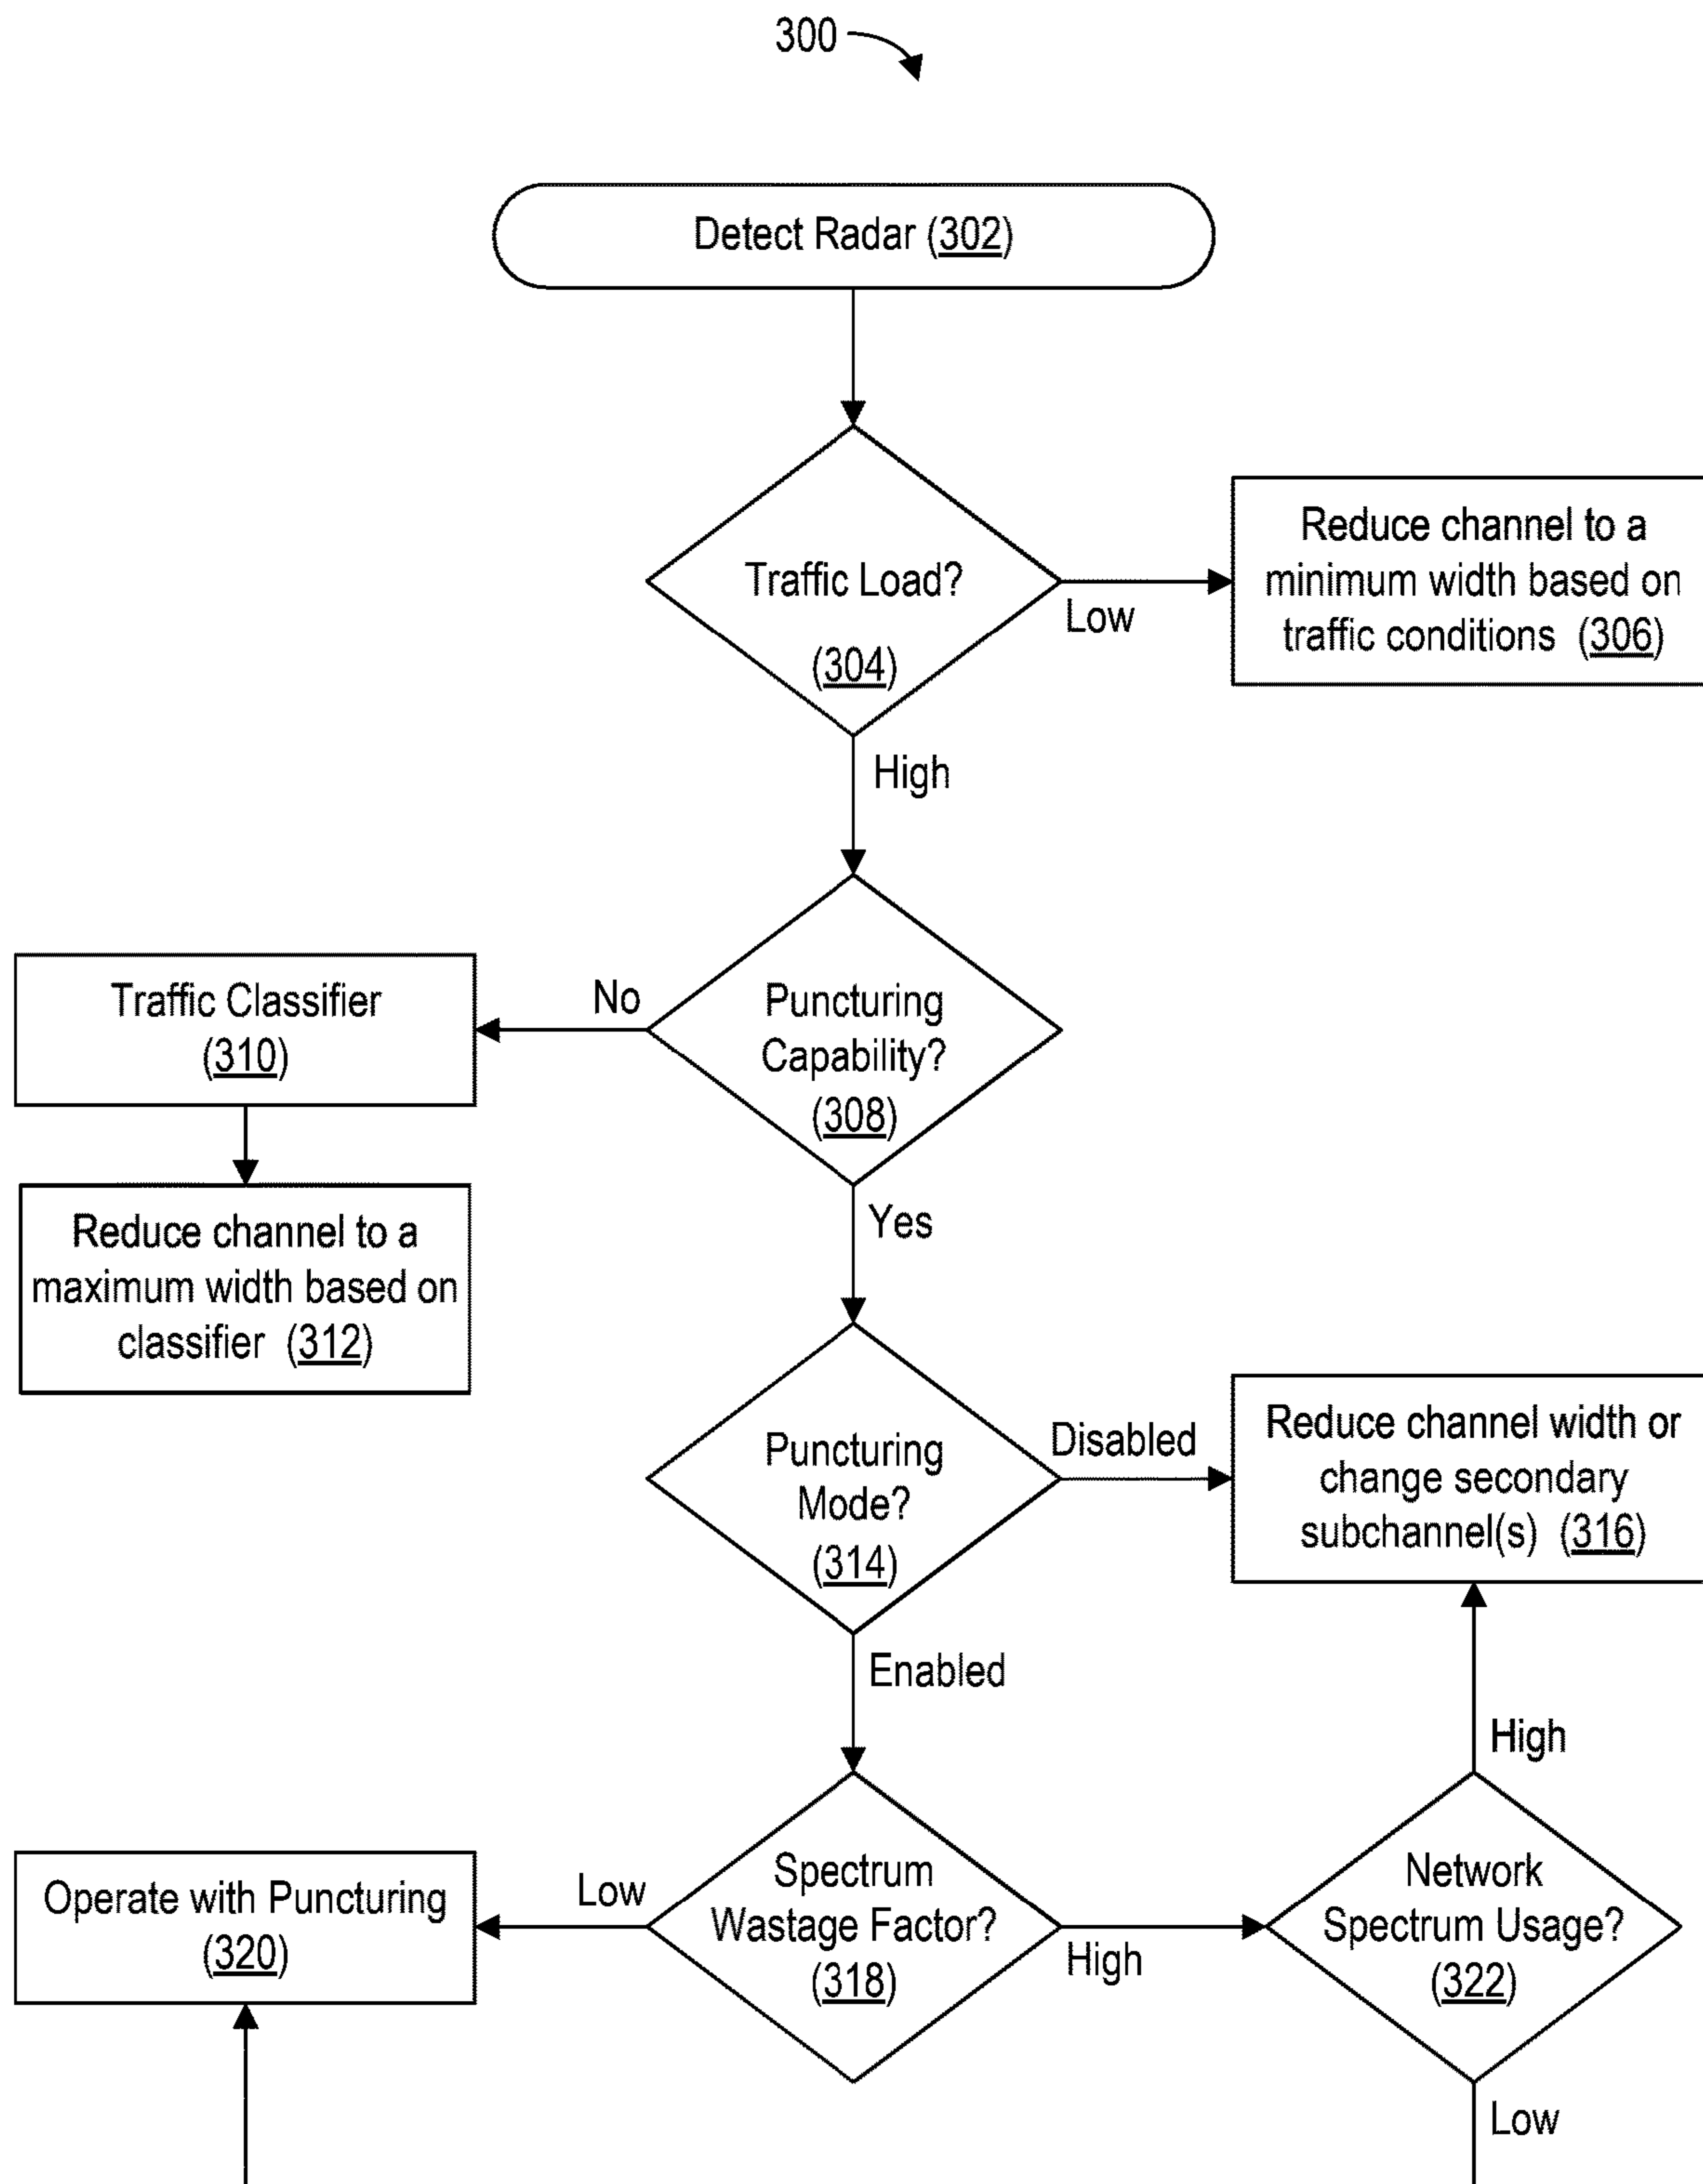 300
Detect Radar (302)
Traffic Load?
(304)
Low
Reduce channel to a
minimum width based on
traffic conditions (306)
High
Puncturing
Capability?
(308)
No
Traffic Classifier
(310)
Reduce channel to a
maximum width based on
classifier (312)
Yes
Puncturing
Mode?
(314)
Disabled
Reduce channel width or
change secondary
subchannel(s) (316)
Enabled
Spectrum
Wastage Factor?
(318)
Low
Operate with Puncturing
(320)
High
Network
Spectrum Usage?
(322)
High
Low